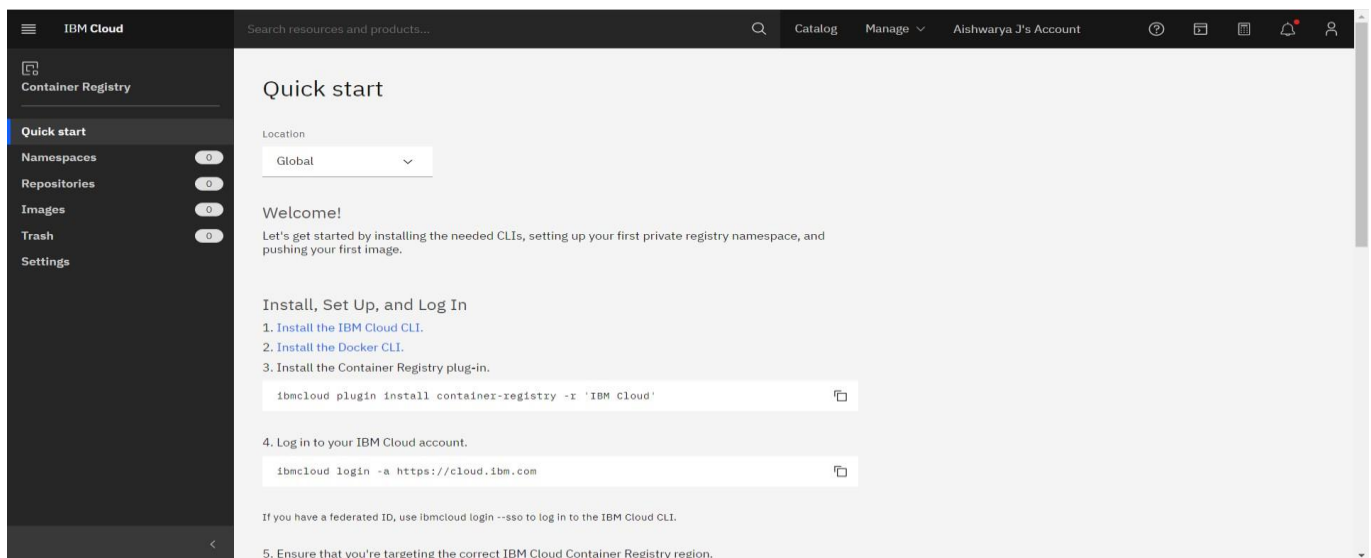 IBM Cloud
Search resources and products...
Catalog
Manage
Aishwarya J's Account
Container Registry
Quick start
Namespaces 0
Repositories 0
Images 0
Trash 0
Settings
Quick start
Location
Global
Welcome!
Let's get started by installing the needed CLIs, setting up your first private registry namespace, and
pushing your first image.
Install, Set Up, and Log In
1. Install the IBM Cloud CLI.
2. Install the Docker CLI.
3. Install the Container Registry plug-in.
ibmcloud plugin install container-registry -r 'IBM Cloud'
4. Log in to your IBM Cloud account.
ibmcloud login -a https://cloud.ibm.com
If you have a federated ID, use ibmcloud login --sso to log in to the IBM Cloud CLI.
5. Ensure that you're targeting the correct IBM Cloud Container Registry region.